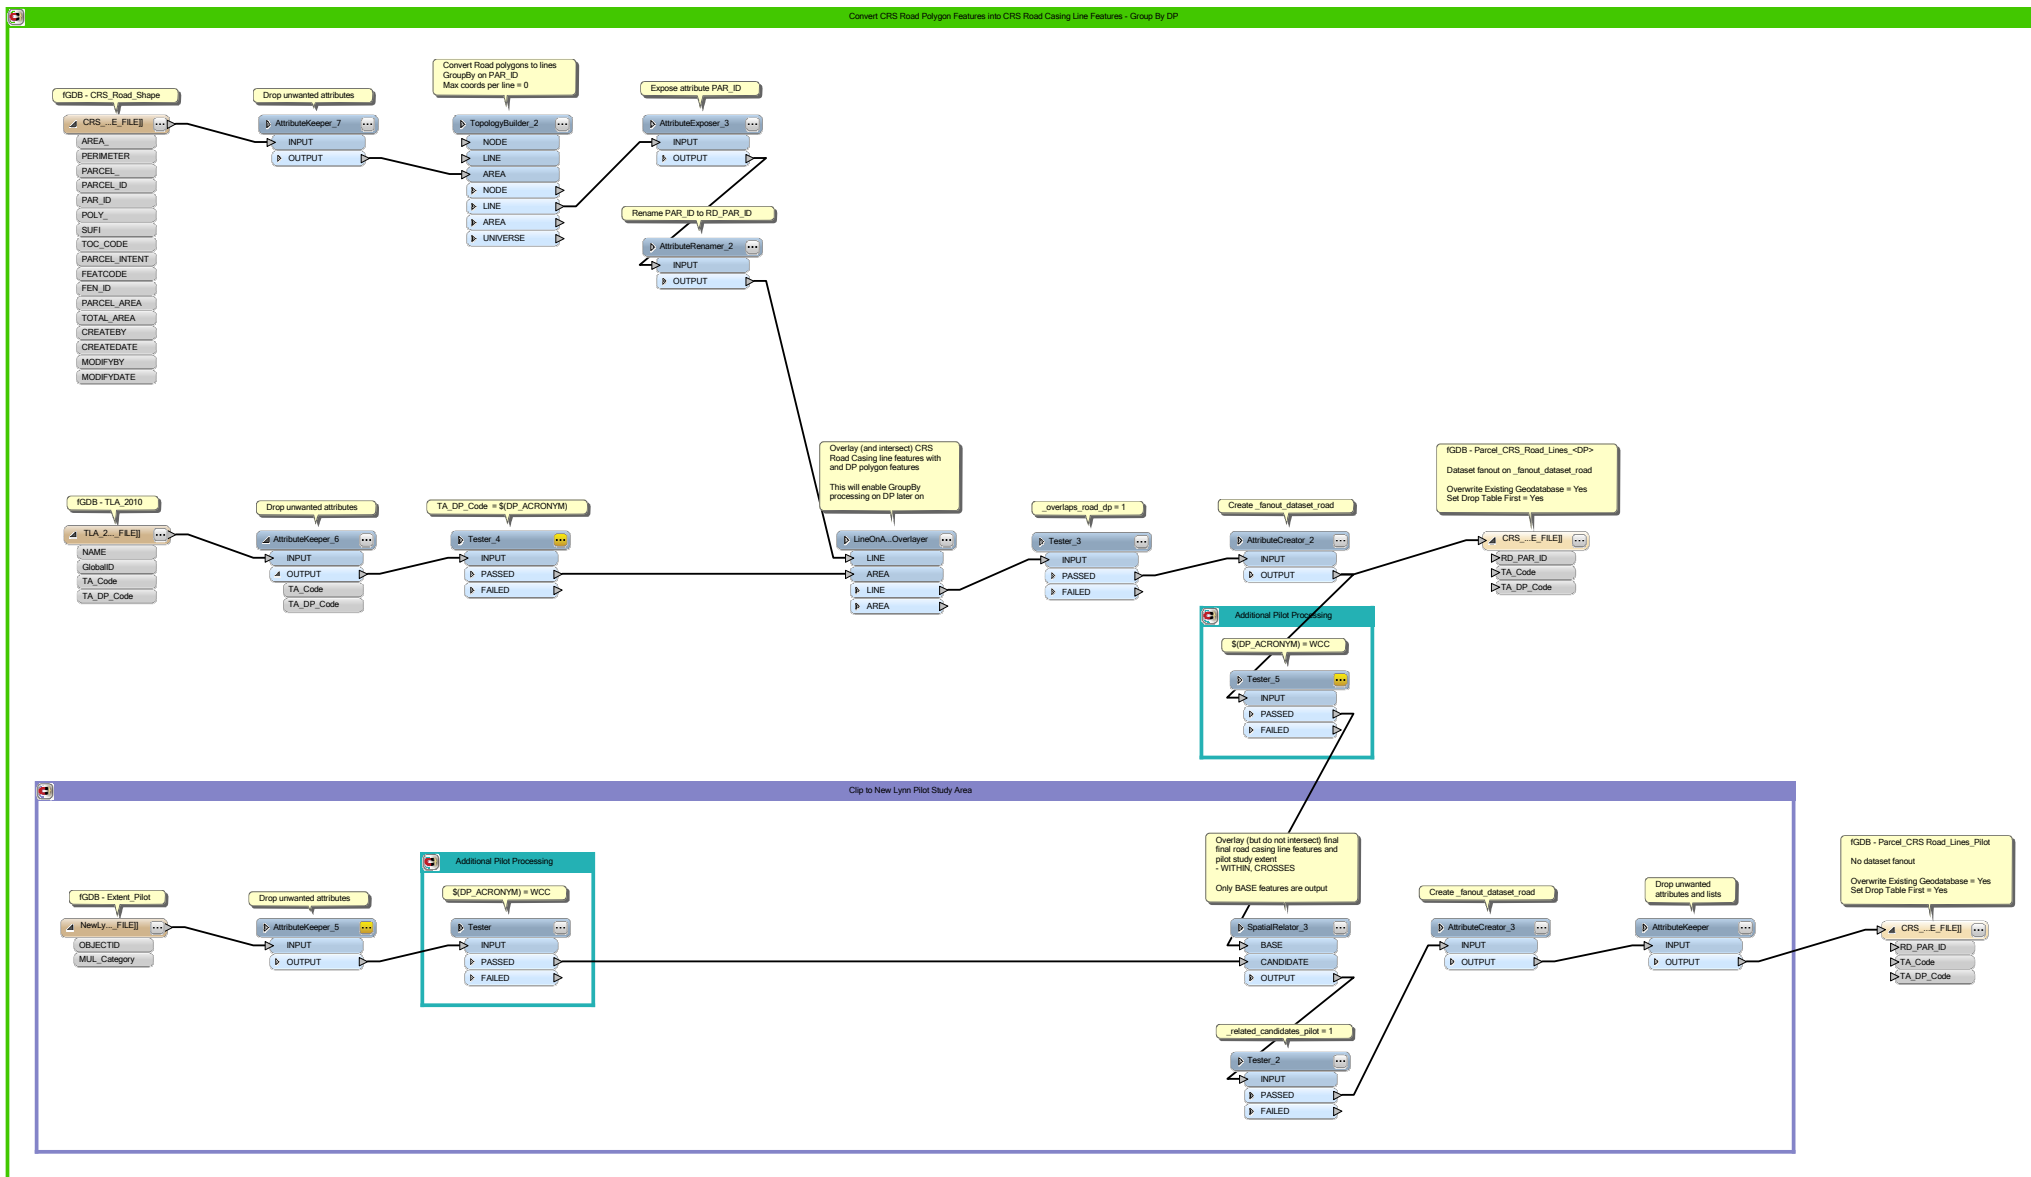 Convert CRS Road Polygon Features into CRS Road Casing Line Features - Group By DP
fGDB - CRS_Road_Shape
CRS_...E_FILE]]
AREA_
PERIMETER
PARCEL_
PARCEL_ID
PAR_ID
POLY_
SUFI
TOC_CODE
PARCEL_INTENT
FEATCODE
FEN_ID
PARCEL_AREA
TOTAL_AREA
CREATEBY
CREATEDATE
MODIFYBY
MODIFYDATE
Drop unwanted attributes
AttributeKeeper_7
INPUT
OUTPUT
Convert Road polygons to lines
GroupBy on PAR_ID
Max coords per line = 0
TopologyBuilder_2
NODE
LINE
AREA
NODE
LINE
AREA
UNIVERSE
Expose attribute PAR_ID
AttributeExposer_3
INPUT
OUTPUT
Rename PAR_ID to RD_PAR_ID
AttributeRenamer_2
INPUT
OUTPUT
fGDB - TLA_2010
TLA_2..._FILE]]
NAME
GlobalID
TA_Code
TA_DP_Code
Drop unwanted attributes
AttributeKeeper_6
INPUT
OUTPUT
TA_Code
TA_DP_Code
TA_DP_Code = $(DP_ACRONYM)
Tester_4
INPUT
PASSED
FAILED
Overlay (and intersect) CRS
Road Casing line features with
and DP polygon features
This will enable GroupBy
processing on DP later on
LineOnA...Overlayer
LINE
AREA
LINE
AREA
_overlaps_road_dp = 1
Tester_3
INPUT
PASSED
FAILED
Create _fanout_dataset_road
AttributeCreator_2
INPUT
OUTPUT
fGDB - Parcel_CRS_Road_Lines_<DP>
Dataset fanout on _fanout_dataset_road
Overwrite Existing Geodatabase = Yes
Set Drop Table First = Yes
CRS_...E_FILE]]
RD_PAR_ID
TA_Code
TA_DP_Code
Additional Pilot Processing
$(DP_ACRONYM) = WCC
Tester_5
INPUT
PASSED
FAILED
Clip to New Lynn Pilot Study Area
fGDB - Extent_Pilot
NewLy..._FILE]]
OBJECTID
MUL_Category
Drop unwanted attributes
AttributeKeeper_5
INPUT
OUTPUT
Additional Pilot Processing
$(DP_ACRONYM) = WCC
Tester
INPUT
PASSED
FAILED
Overlay (but do not intersect) final
final road casing line features and
pilot study extent
- WITHIN, CROSSES
Only BASE features are output
SpatialRelator_3
BASE
CANDIDATE
OUTPUT
_related_candidates_pilot = 1
Tester_2
INPUT
PASSED
FAILED
Create _fanout_dataset_road
AttributeCreator_3
INPUT
OUTPUT
Drop unwanted
attributes and lists
AttributeKeeper
INPUT
OUTPUT
fGDB - Parcel_CRS Road_Lines_Pilot
No dataset fanout
Overwrite Existing Geodatabase = Yes
Set Drop Table First = Yes
CRS_...E_FILE]]
RD_PAR_ID
TA_Code
TA_DP_Code